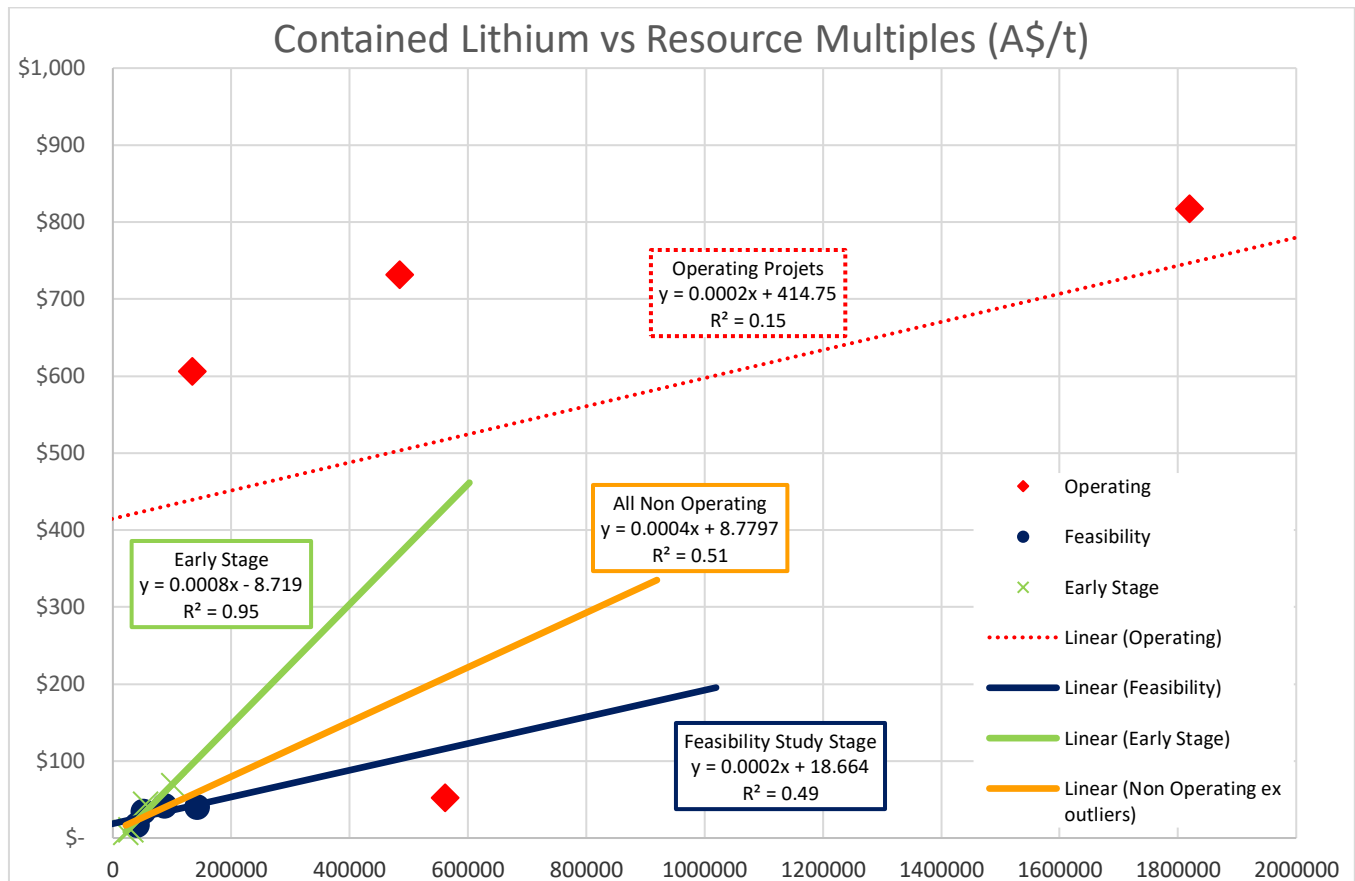 Contained Lithium vs Resource Multiples (A$/t)
$1,000
$900
$800
$700
$600
$500
$400
$300
$200
$100
$-
Operating Projets
y = 0.0002x + 414.75
R² = 0.15
All Non Operating
y = 0.0004x + 8.7797
R² = 0.51
Early Stage
y = 0.0008x - 8.719
R² = 0.95
Feasibility Study Stage
y = 0.0002x + 18.664
R² = 0.49
Operating
Feasibility
Early Stage
Linear (Operating)
Linear (Feasibility)
Linear (Early Stage)
Linear (Non Operating ex
outliers)
0 200000 400000 600000 800000 1000000 1200000 1400000 1600000 1800000 2000000